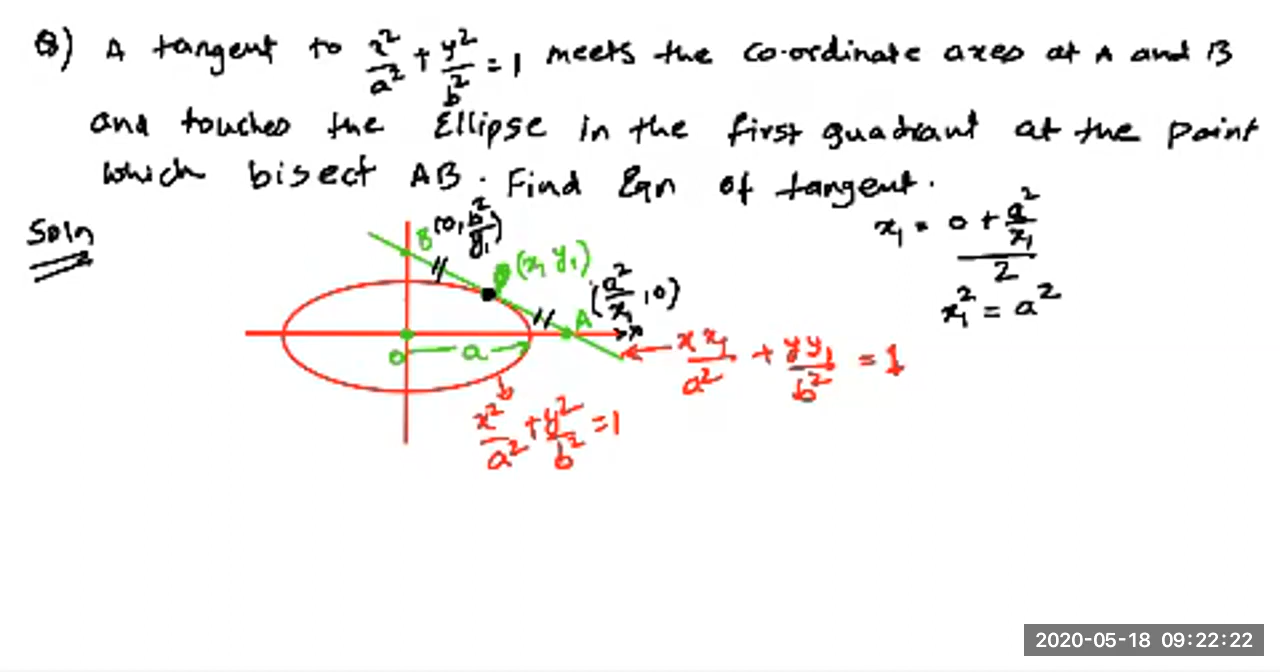 Q) A tangent to x²/a² + y²/b² = 1 meets the co-ordinate axes at A and B
and touches the Ellipse in the first quadrant at the point
which bisect AB. Find Eqn of tangent.
Soln
B (0, b²/y₁)
P (x₁ y₁)
(a²/x₁, 0)
A
O
a
x x₁/a² + y y₁/b² = 1
x²/a² + y²/b² = 1
x₁ = (0 + a²/x₁)/2
x₁² = a²
2020-05-18 09:22:22